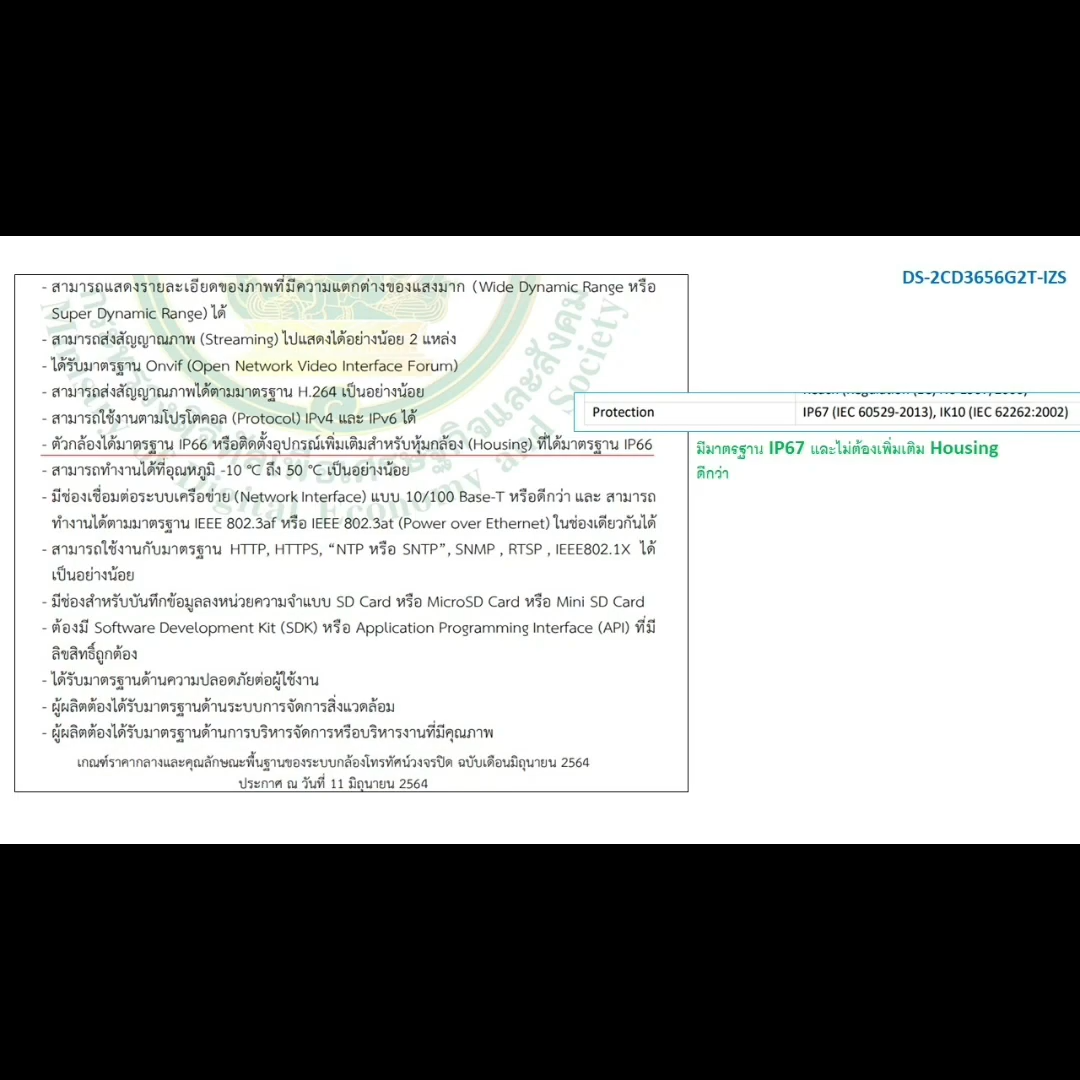 DS-2CD3656G2T-IZS
- สามารถแสดงรายละเอียดของภาพที่มีความแตกต่างของแสงมาก (Wide Dynamic Range หรือ
Super Dynamic Range) ได้
- สามารถส่งสัญญาณภาพ (Streaming) ไปแสดงได้อย่างน้อย 2 แหล่ง
- ได้รับมาตรฐาน Onvif (Open Network Video Interface Forum)
- สามารถส่งสัญญาณภาพได้ตามมาตรฐาน H.264 เป็นอย่างน้อย
- สามารถใช้งานตามโปรโตคอล (Protocol) IPv4 และ IPv6 ได้
- ตัวกล้องได้มาตรฐาน IP66 หรือติดตั้งอุปกรณ์เพิ่มเติมสำหรับหุ้มกล้อง (Housing) ที่ได้มาตรฐาน IP66
- สามารถทำงานได้ที่อุณหภูมิ -10 °C ถึง 50 °C เป็นอย่างน้อย
- มีช่องเชื่อมต่อระบบเครือข่าย (Network Interface) แบบ 10/100 Base-T หรือดีกว่า และ สามารถ
ทำงานได้ตามมาตรฐาน IEEE 802.3af หรือ IEEE 802.3at (Power over Ethernet) ในช่องเดียวกันได้
- สามารถใช้งานกับมาตรฐาน HTTP, HTTPS, “NTP หรือ SNTP”, SNMP , RTSP , IEEE802.1X ได้
เป็นอย่างน้อย
- มีช่องสำหรับบันทึกข้อมูลลงหน่วยความจำแบบ SD Card หรือ MicroSD Card หรือ Mini SD Card
- ต้องมี Software Development Kit (SDK) หรือ Application Programming Interface (API) ที่มี
ลิขสิทธิ์ถูกต้อง
- ได้รับมาตรฐานด้านความปลอดภัยต่อผู้ใช้งาน
- ผู้ผลิตต้องได้รับมาตรฐานด้านระบบการจัดการสิ่งแวดล้อม
- ผู้ผลิตต้องได้รับมาตรฐานด้านการบริหารจัดการหรือบริหารงานที่มีคุณภาพ
เกณฑ์ราคากลางและคุณลักษณะพื้นฐานของระบบกล้องโทรทัศน์วงจรปิด ฉบับเดือนมิถุนายน 2564
ประกาศ ณ วันที่ 11 มิถุนายน 2564
Protection IP67 (IEC 60529-2013), IK10 (IEC 62262:2002)
มีมาตรฐาน IP67 และไม่ต้องเพิ่มเติม Housing
ดีกว่า